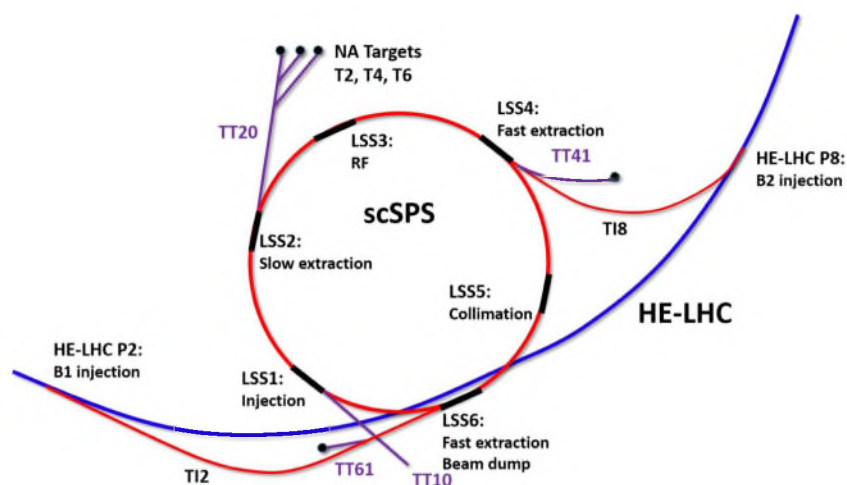 NA Targets
T2, T4, T6
TT20
LSS3:
RF
LSS4:
Fast extraction
TT41
HE-LHC P8:
B2 injection
scSPS
TI8
LSS2:
Slow extraction
LSS5:
Collimation
HE-LHC
HE-LHC P2:
B1 injection
LSS1:
Injection
LSS6:
Fast extraction
Beam dump
TI2
TT61
TT10